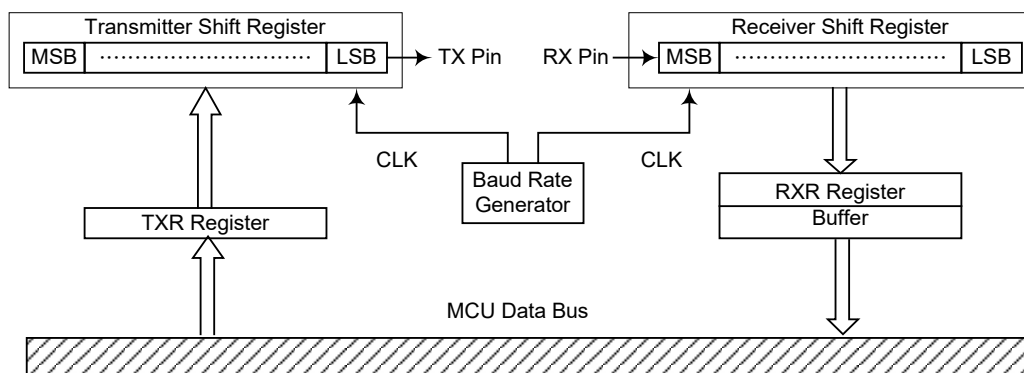 Transmitter Shift Register
MSB ........................... LSB
TX Pin
RX Pin
Receiver Shift Register
MSB ........................... LSB
CLK
CLK
Baud Rate
Generator
TXR Register
RXR Register
Buffer
MCU Data Bus